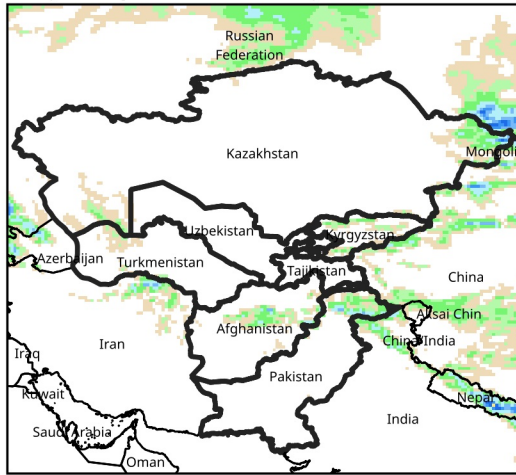 Russian
Federation
Kazakhstan
Mongoli
Uzbekistan
Kyrgyzstan
Azerbaijan
Turkmenistan
Tajikistan
China
Afghanistan
Aksai Chin
Iran
China/India
Iraq
Pakistan
Kuwait
Nepal
India
Saudi Arabia
Oman